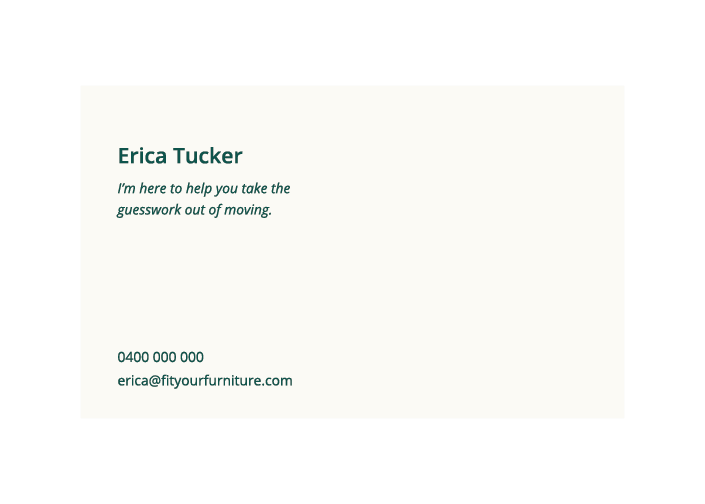 Erica Tucker
I'm here to help you take the
guesswork out of moving.
0400 000 000
erica@fityourfurniture.com